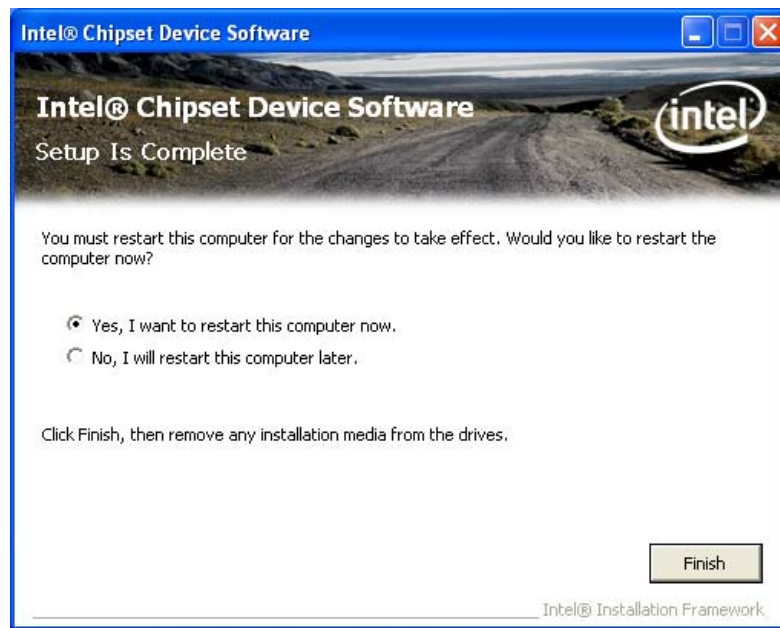 Intel® Chipset Device Software
Intel® Chipset Device Software
intel
Setup Is Complete
You must restart this computer for the changes to take effect. Would you like to restart the
computer now?
Yes, I want to restart this computer now.
No, I will restart this computer later.
Click Finish, then remove any installation media from the drives.
Finish
Intel® Installation Framework